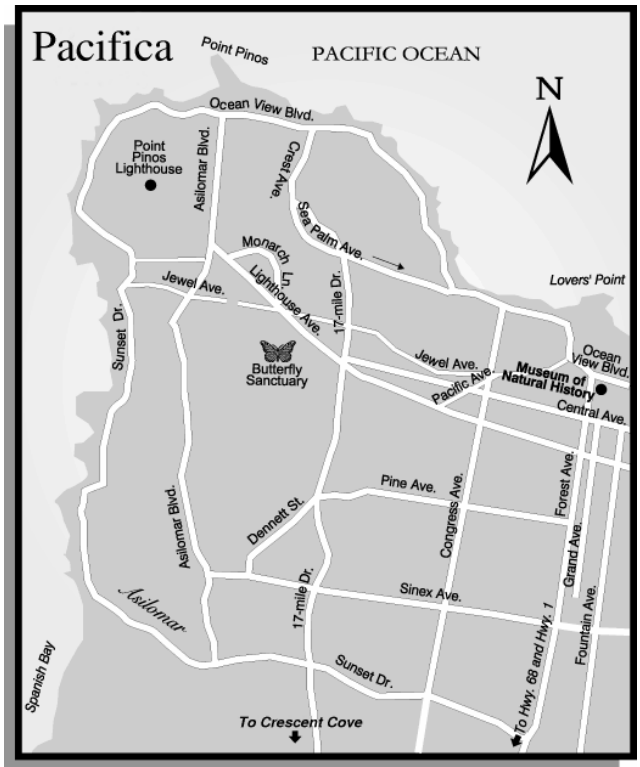 Pacifica
Point Pinos
PACIFIC OCEAN
N
Ocean View Blvd.
Point
Pinos
Lighthouse
Asilomar Blvd.
Crest Ave.
Sea Palm Ave.
Monarch Ln.
Lighthouse Ave.
17-mile Dr.
Lovers' Point
Jewel Ave.
Sunset Dr.
Butterfly
Sanctuary
Jewel Ave.
Pacific Ave.
Museum of
Natural History
Ocean
View Blvd.
Central Ave.
Pine Ave.
Congress Ave.
Forest Ave.
Grand Ave.
Fountain Ave.
Dennett St.
Asilomar Blvd.
17-mile Dr.
Sinex Ave.
Asilomar
Sunset Dr.
Spanish Bay
To Crescent Cove
To Hwy. 68 and Hwy. 1